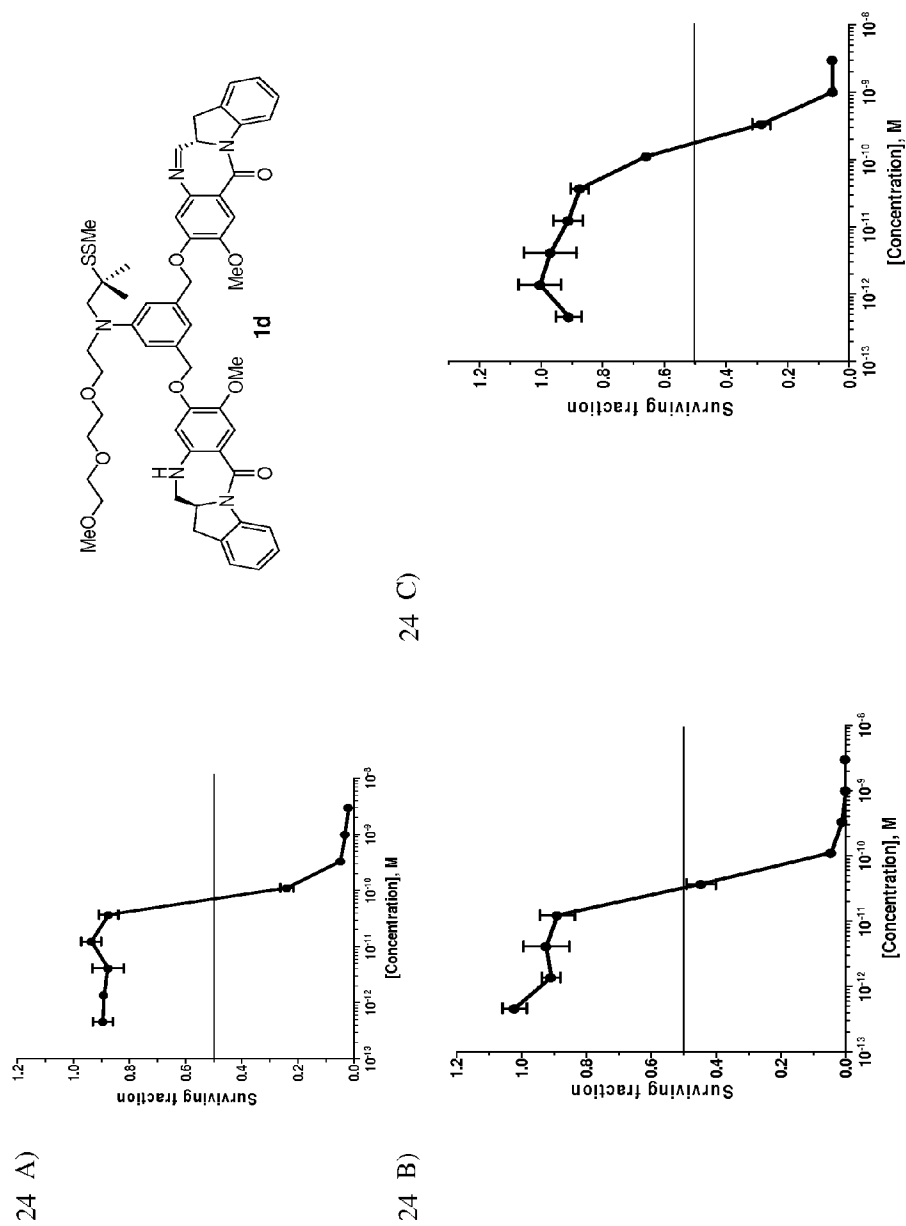 24 A)
1.2
1.0
0.8
0.6
0.4
0.2
0.0
Surviving fraction
10-13
10-12
10-11
10-10
10-9
10-8
[Concentration], M
24 B)
1.2
1.0
0.8
0.6
0.4
0.2
0.0
Surviving fraction
10-13
10-12
10-11
10-10
10-9
10-8
[Concentration], M
MeO
O
O
O
N
SSMe
H
N
N
O
O
OMe
1d
O
MeO
N
N
O
24 C)
1.2
1.0
0.8
0.6
0.4
0.2
0.0
Surviving fraction
10-13
10-12
10-11
10-10
10-9
10-8
[Concentration], M